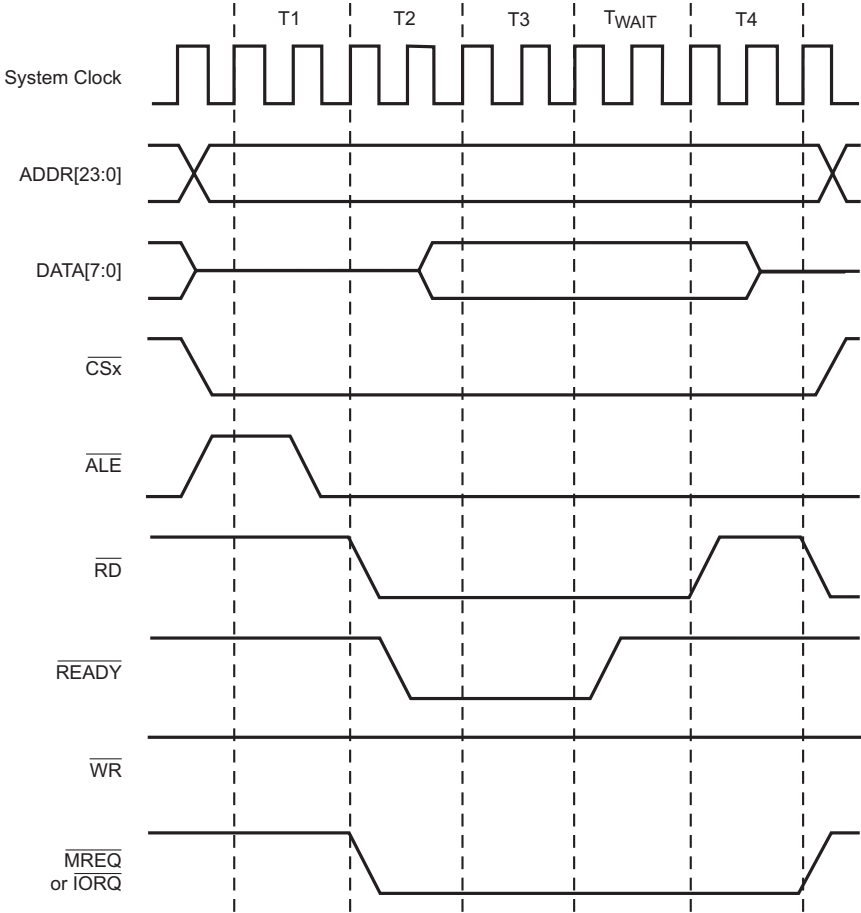 T1 T2 T3 TWAIT T4
System Clock
ADDR[23:0]
DATA[7:0]
CSx
ALE
RD
READY
WR
MREQ
or IORQ